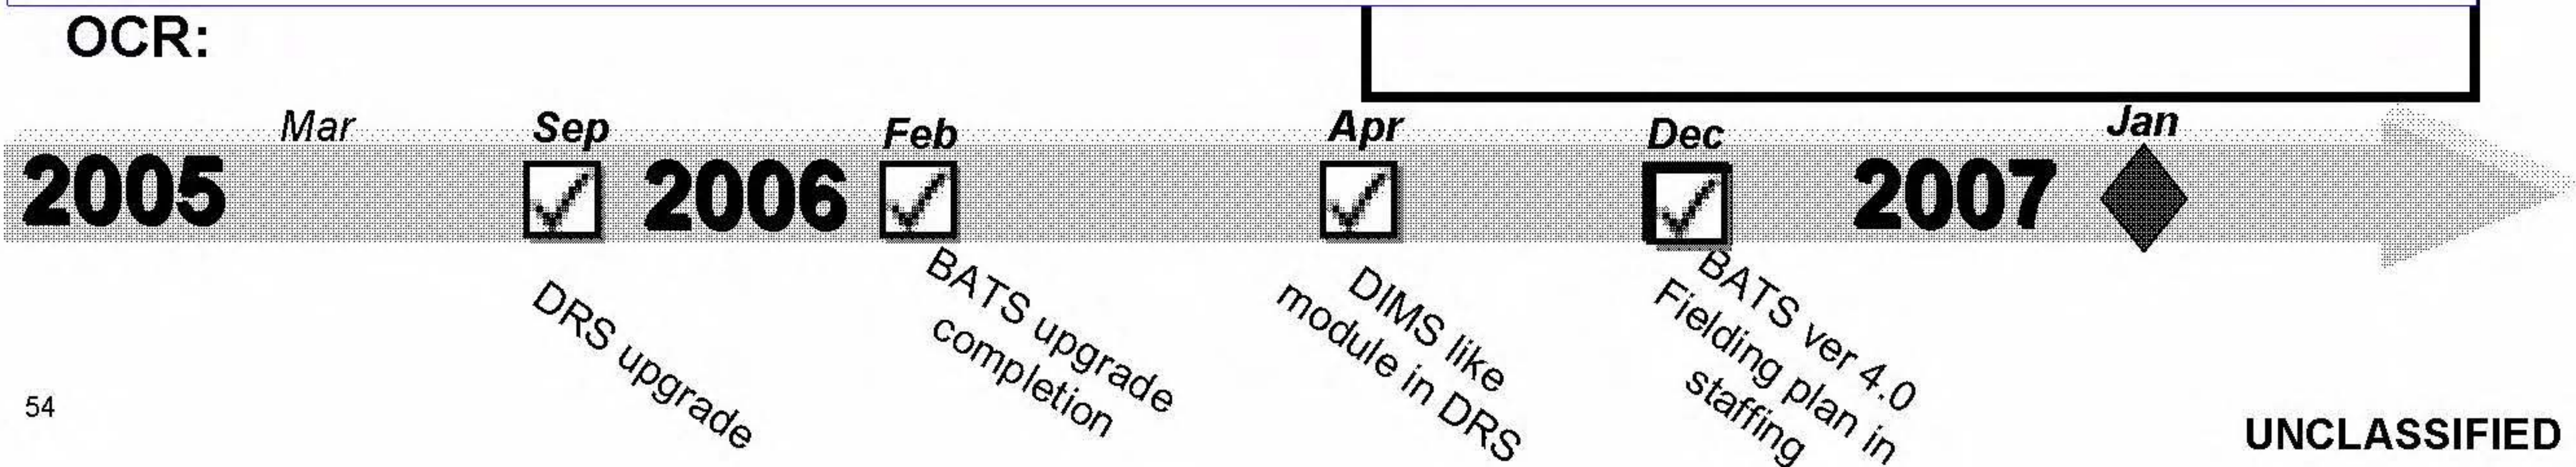 OCR:
Mar
Sep
Feb
Apr
Dec
Jan
2005
2006
2007
DRS upgrade
BATS upgrade
completion
DIMS like
module in DRS
BATS ver 4.0
Fielding plan in
staffing
54
UNCLASSIFIED